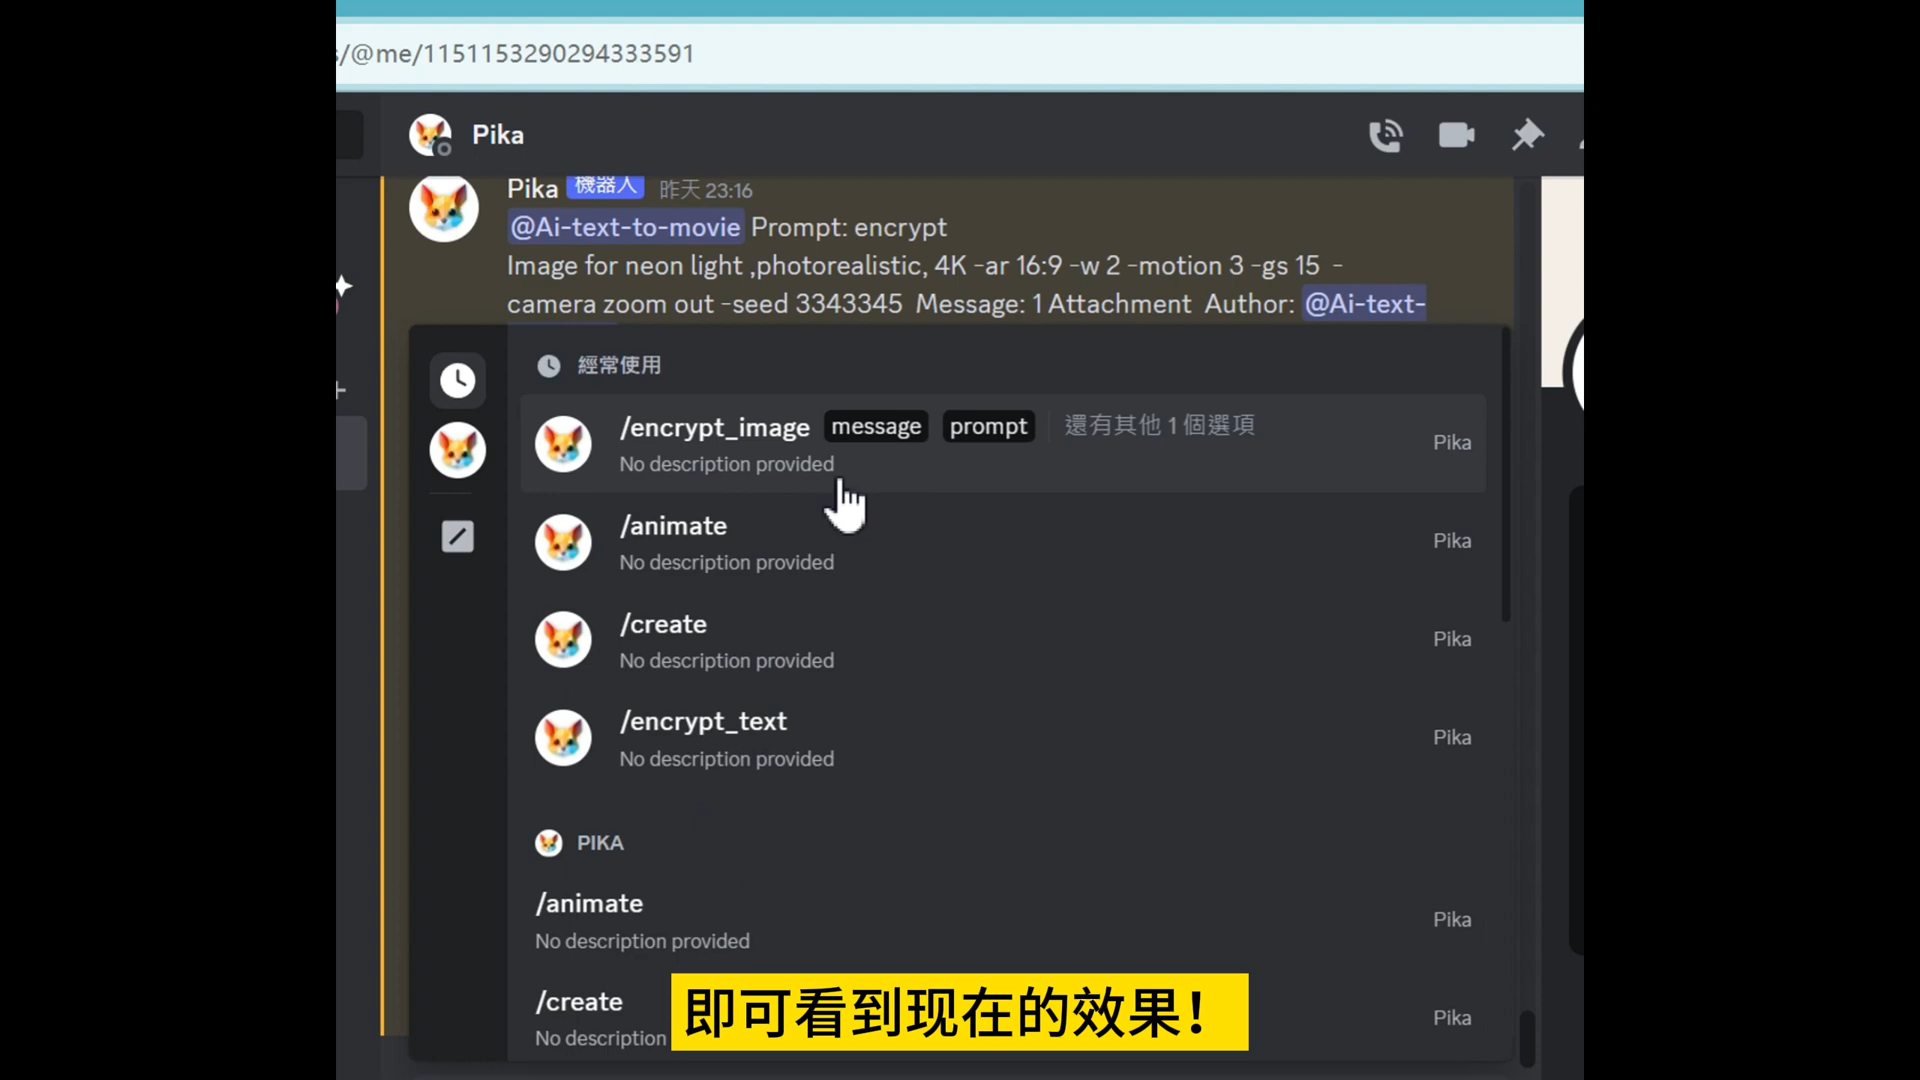 s/@me/1151153290294333591
Pika
Pika 機器人 昨天 23:16
@Ai-text-to-movie Prompt: encrypt
Image for neon light ,photorealistic, 4K -ar 16:9 -w 2 -motion 3 -gs 15 -
camera zoom out -seed 3343345 Message: 1 Attachment Author: @Ai-text-
經常使用
/encrypt_image message prompt 還有其他 1 個選項
No description provided
Pika
/animate
No description provided
Pika
/create
No description provided
Pika
/encrypt_text
No description provided
Pika
PIKA
/animate
No description provided
Pika
/create
No description
Pika
即可看到现在的效果！